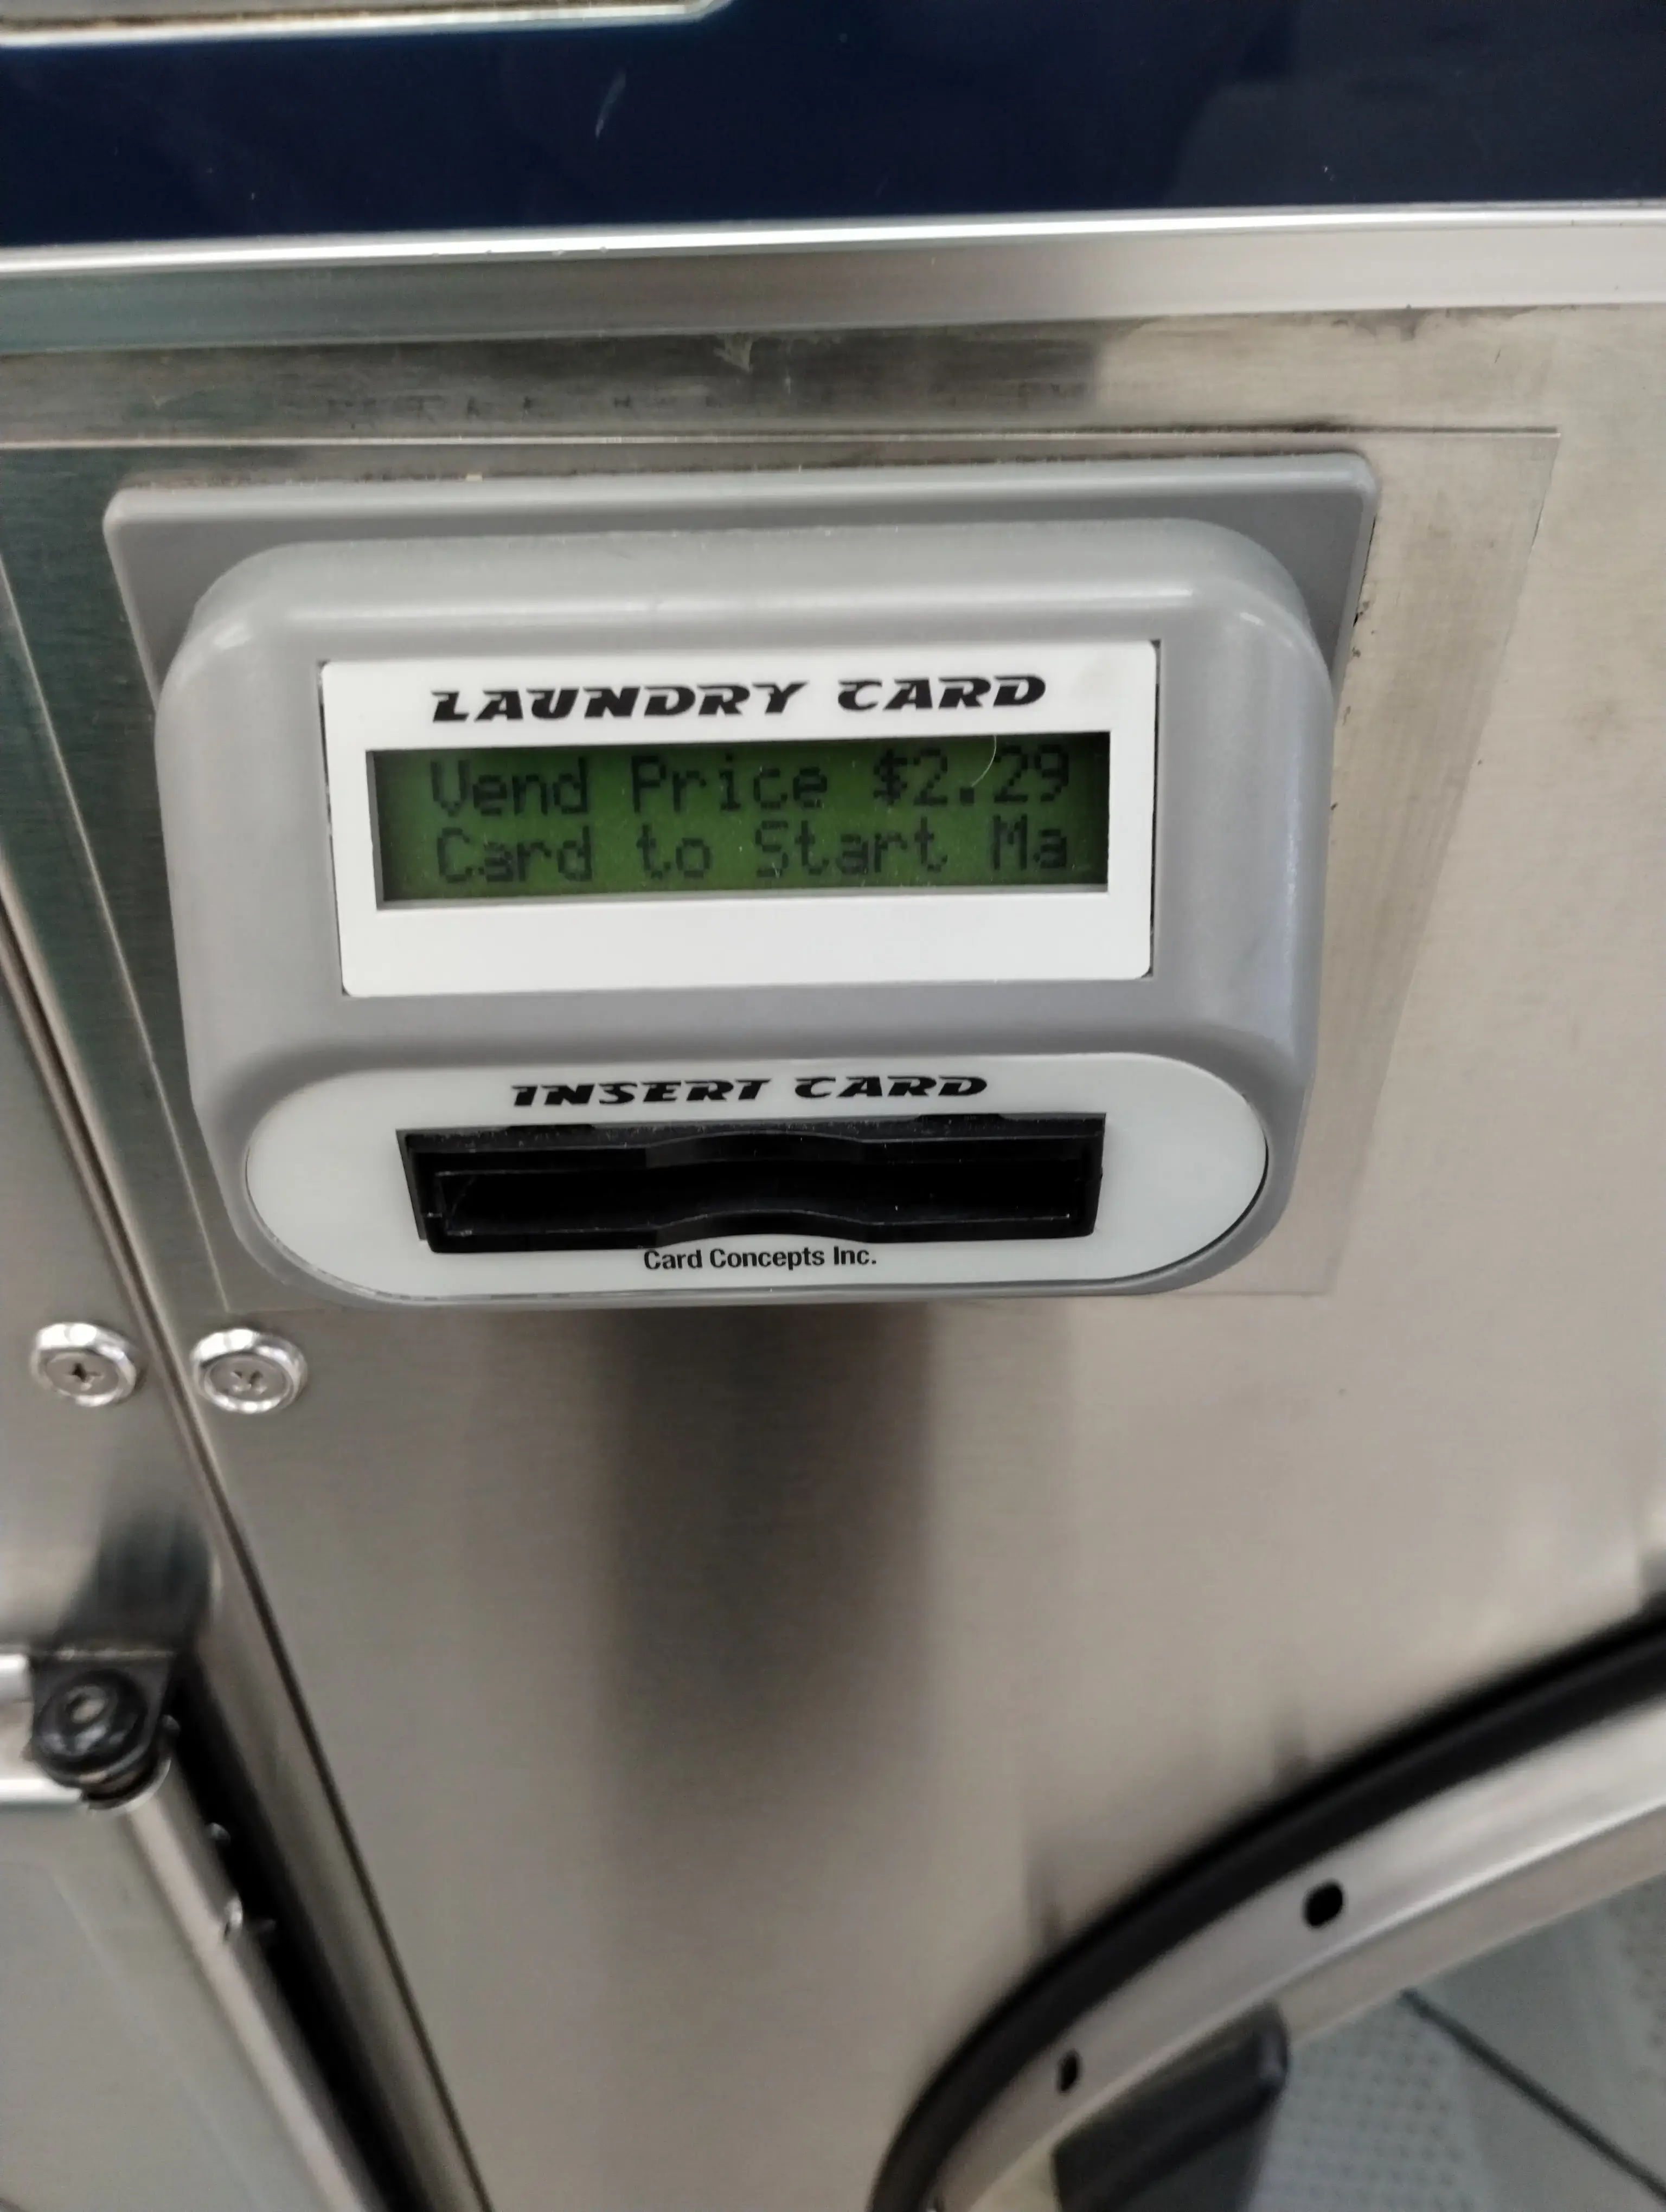 LAUNDRY CARD
Vend Price $2.29
Card to Start Ma
INSERT CARD
Card Concepts Inc.